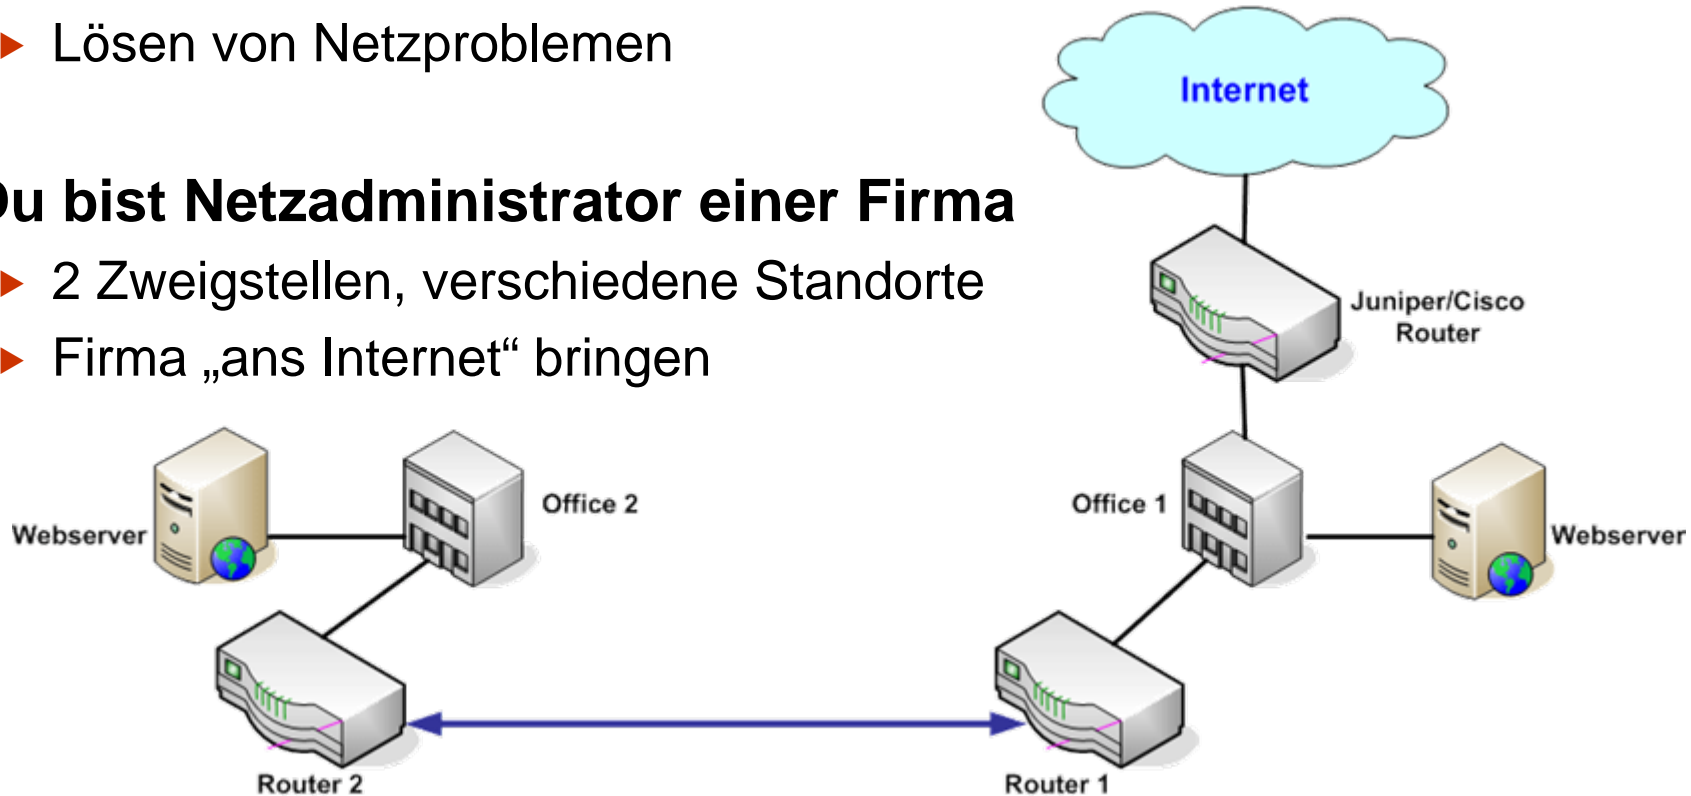 Lösen von Netzproblemen
Du bist Netzadministrator einer Firma
2 Zweigstellen, verschiedene Standorte
Firma „ans Internet“ bringen
Internet
Juniper/Cisco
Router
Office 2
Webserver
Office 1
Webserver
Router 2
Router 1